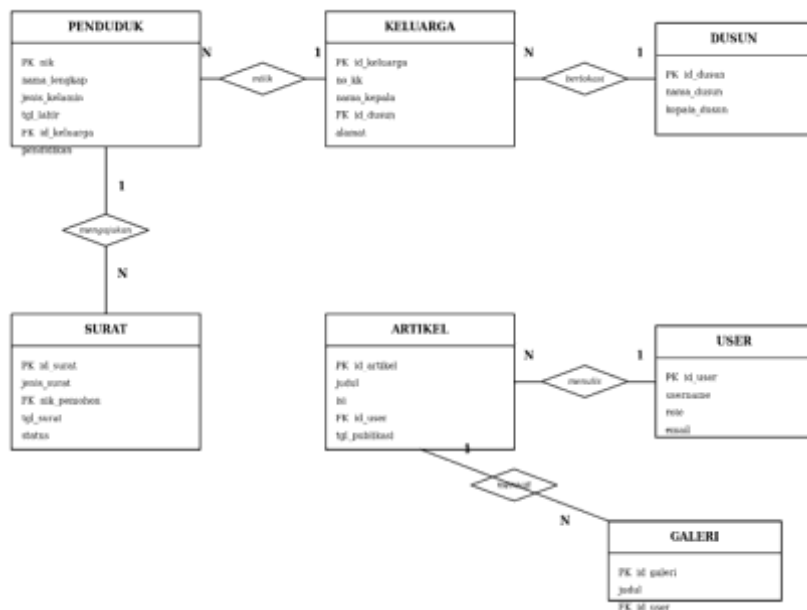 PENDUDUK
PK nik
nama_lengkap
jenis_kelamin
tgl_lahir
FK id_keluarga
pendidikan
N
milik
1
KELUARGA
PK id_keluarga
no_kk
nama_kepala
FK id_dusun
alamat
N
berlokasi
1
DUSUN
PK id_dusun
nama_dusun
kepala_dusun
1
mengajukan
N
SURAT
PK id_surat
jenis_surat
FK nik_pemohon
tgl_surat
status
ARTIKEL
PK id_artikel
judul
isi
FK id_user
tgl_publikasi
N
menulis
1
USER
PK id_user
username
role
email
1
N
GALERI
PK id_galeri
judul
FK id_user